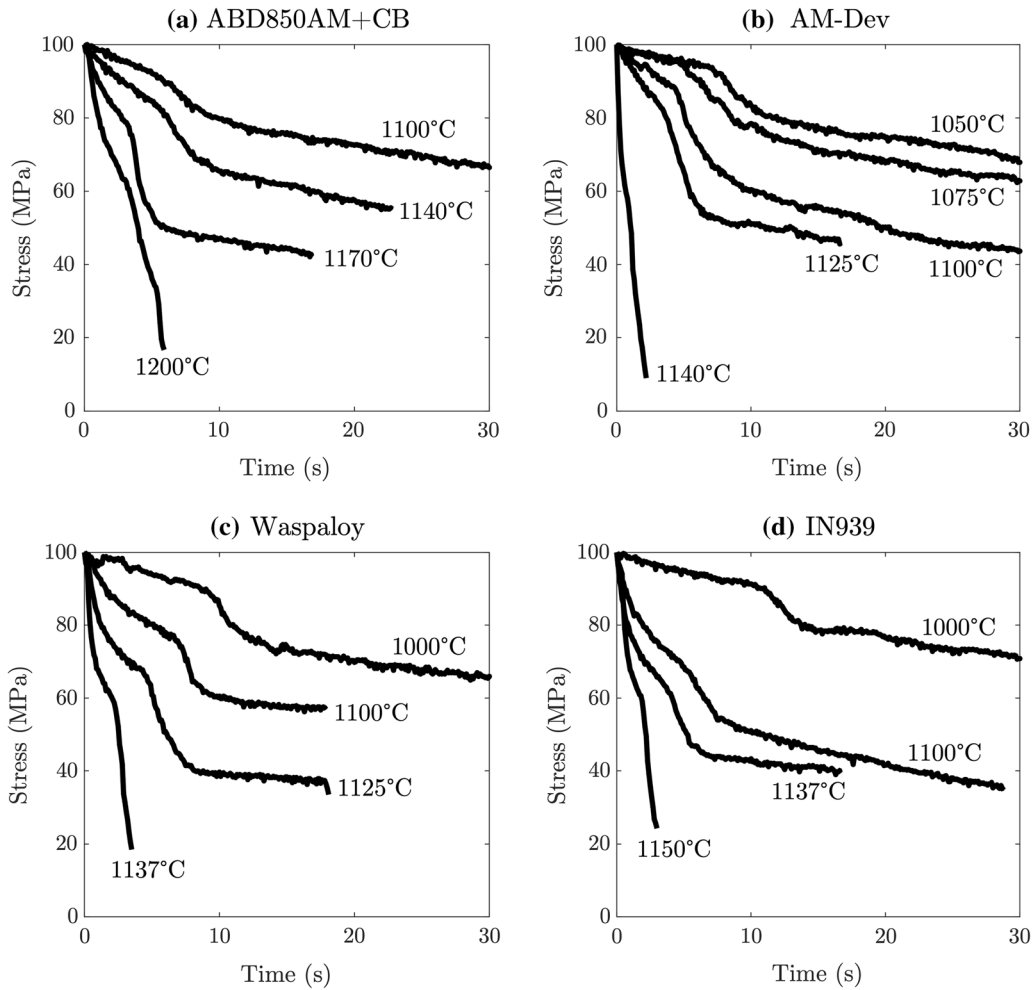 (a) ABD850AM+CB
100
80
60
40
20
0
Stress (MPa)
1100°C
1140°C
1170°C
1200°C
0 10 20 30
Time (s)
(b) AM-Dev
100
80
60
40
20
0
Stress (MPa)
1050°C
1075°C
1100°C
1125°C
1140°C
0 10 20 30
Time (s)
(c) Waspaloy
100
80
60
40
20
0
Stress (MPa)
1000°C
1100°C
1125°C
1137°C
0 10 20 30
Time (s)
(d) IN939
100
80
60
40
20
0
Stress (MPa)
1000°C
1100°C
1137°C
1150°C
0 10 20 30
Time (s)